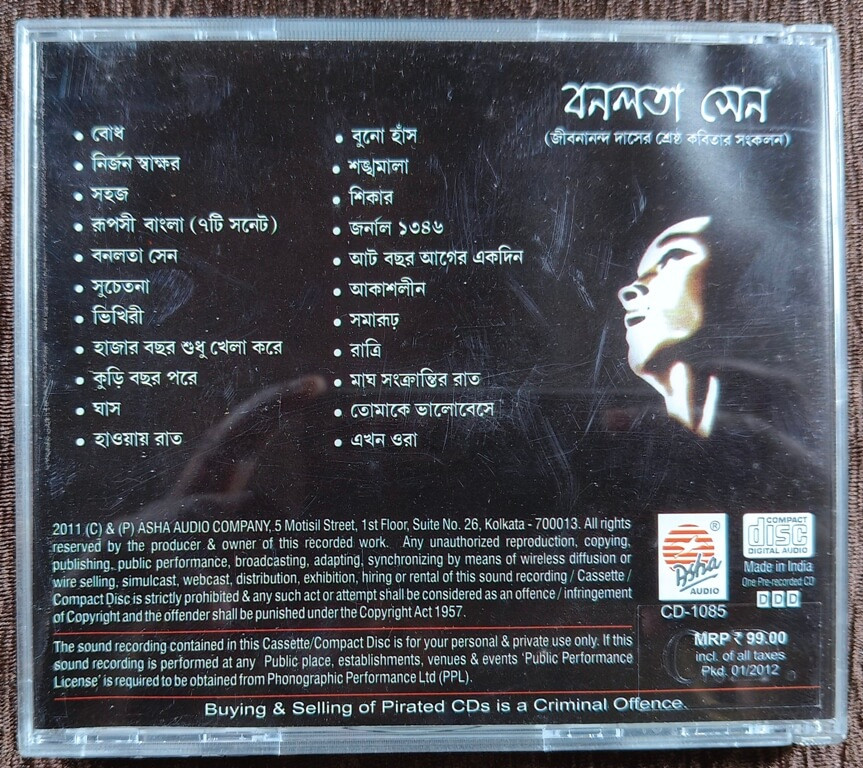 বনলতা সেন
(জীবনানন্দ দাসের শ্রেষ্ঠ কবিতার সংকলন)
• বোধ
• নির্জন স্বাক্ষর
• সহজ
• রূপসী বাংলা (৭টি সনেট)
• বনলতা সেন
• সুচেতনা
• ভিখিরী
• হাজার বছর শুধু খেলা করে
• কুড়ি বছর পরে
• ঘাস
• হাওয়ায় রাত
• বুনো হাঁস
• শঙ্খমালা
• শিকার
• জর্নাল ১৩৪৬
• আট বছর আগের একদিন
• আকাশলীন
• সমারূঢ়
• রাত্রি
• মাঘ সংক্রান্তির রাত
• তোমাকে ভালোবেসে
• এখন ওরা
2011 (C) & (P) ASHA AUDIO COMPANY, 5 Motisil Street, 1st Floor, Suite No. 26, Kolkata - 700013. All rights
reserved by the producer & owner of this recorded work. Any unauthorized reproduction, copying,
publishing, public performance, broadcasting, adapting, synchronizing by means of wireless diffusion or
wire selling, simulcast, webcast, distribution, exhibition, hiring or rental of this sound recording / Cassette /
Compact Disc is strictly prohibited & any such act or attempt shall be considered as an offence / infringement
of Copyright and the offender shall be punished under the Copyright Act 1957.
The sound recording contained in this Cassette/Compact Disc is for your personal & private use only. If this
sound recording is performed at any Public place, establishments, venues & events 'Public Performance
License' is required to be obtained from Phonographic Performance Ltd (PPL).
Buying & Selling of Pirated CDs is a Criminal Offence.
®
Asha
AUDIO
CD-1085
COMPACT
disc
DIGITAL AUDIO
Made in India
One Pre-recorded CD
DDD
MRP ₹ 99.00
incl. of all taxes
Pkd. 01/2012